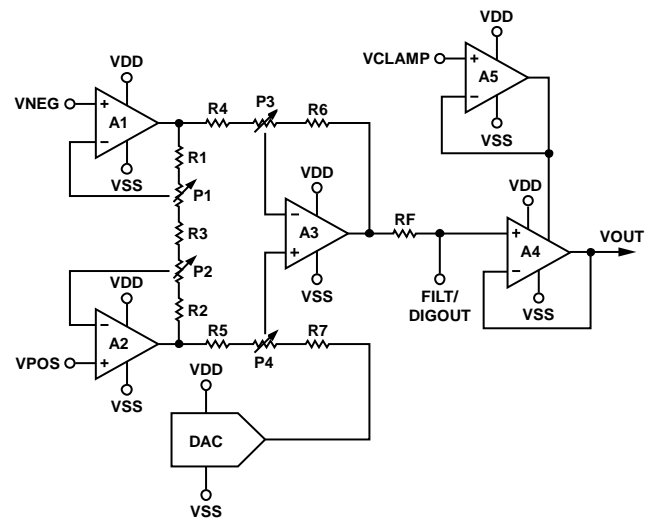 VDD
VCLAMP
+
A5
−
VSS
VDD
VNEG
+
A1
−
VSS
R4
P3
R6
R1
P1
R3
P2
R2
VDD
−
A3
+
VSS
RF
FILT/
DIGOUT
VDD
+
A4
−
VSS
VOUT
VDD
−
A2
+
VPOS
VSS
R5
P4
R7
VDD
DAC
VSS